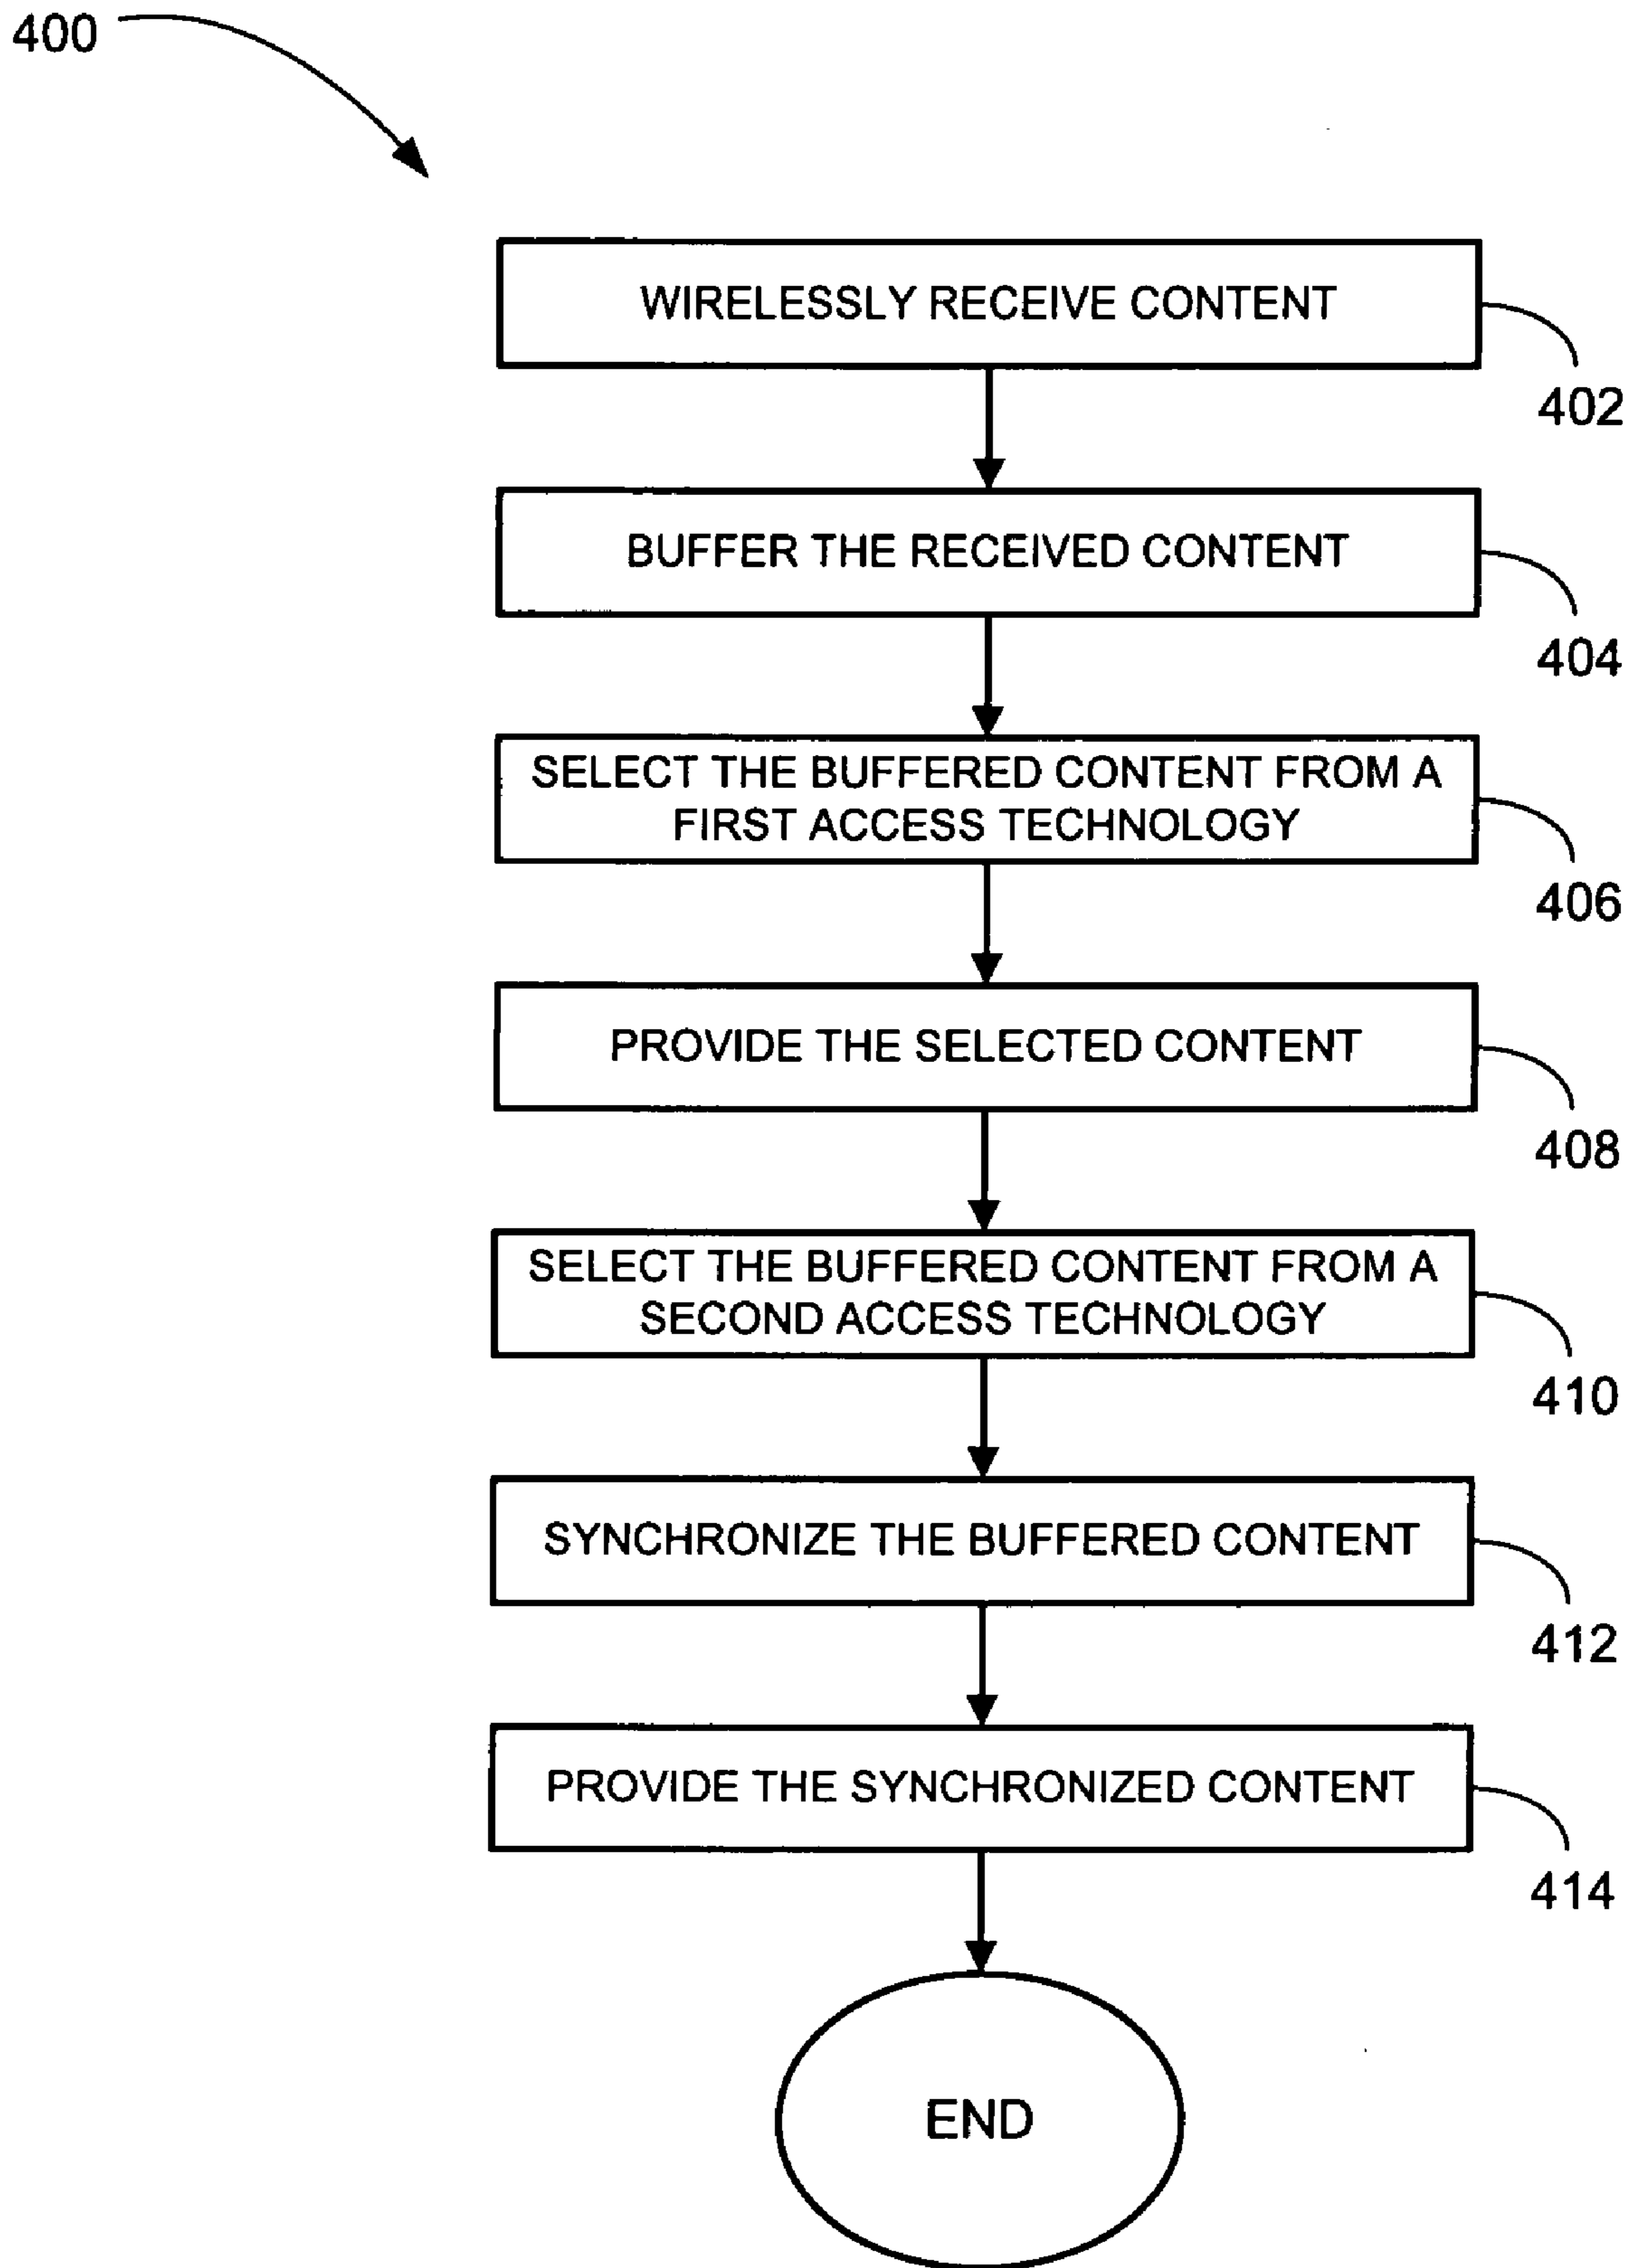 400
WIRELESSLY RECEIVE CONTENT
402
BUFFER THE RECEIVED CONTENT
404
SELECT THE BUFFERED CONTENT FROM A
FIRST ACCESS TECHNOLOGY
406
PROVIDE THE SELECTED CONTENT
408
SELECT THE BUFFERED CONTENT FROM A
SECOND ACCESS TECHNOLOGY
410
SYNCHRONIZE THE BUFFERED CONTENT
412
PROVIDE THE SYNCHRONIZED CONTENT
414
END